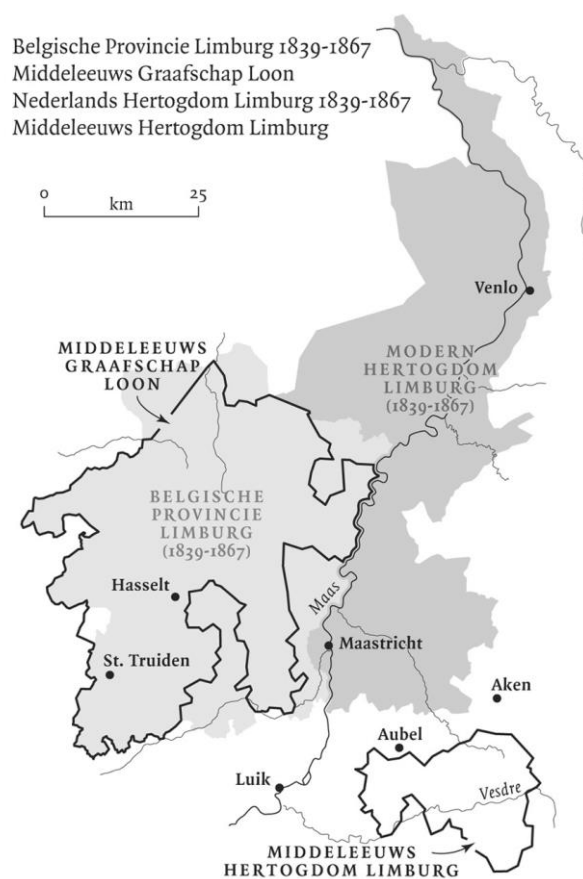 Belgische Provincie Limburg 1839-1867
Middeleeuws Graafschap Loon
Nederlands Hertogdom Limburg 1839-1867
Middeleeuws Hertogdom Limburg
0 25
km
Venlo
MIDDELEEUWS
GRAAFSCHAP
LOON
MODERN
HERTOGDOM
LIMBURG
(1839-1867)
BELGISCHE
PROVINCIE
LIMBURG
(1839-1867)
Hasselt
Maas
Maastricht
St. Truiden
Aken
Aubel
Luik
Vesdre
MIDDELEEUWS
HERTOGDOM LIMBURG